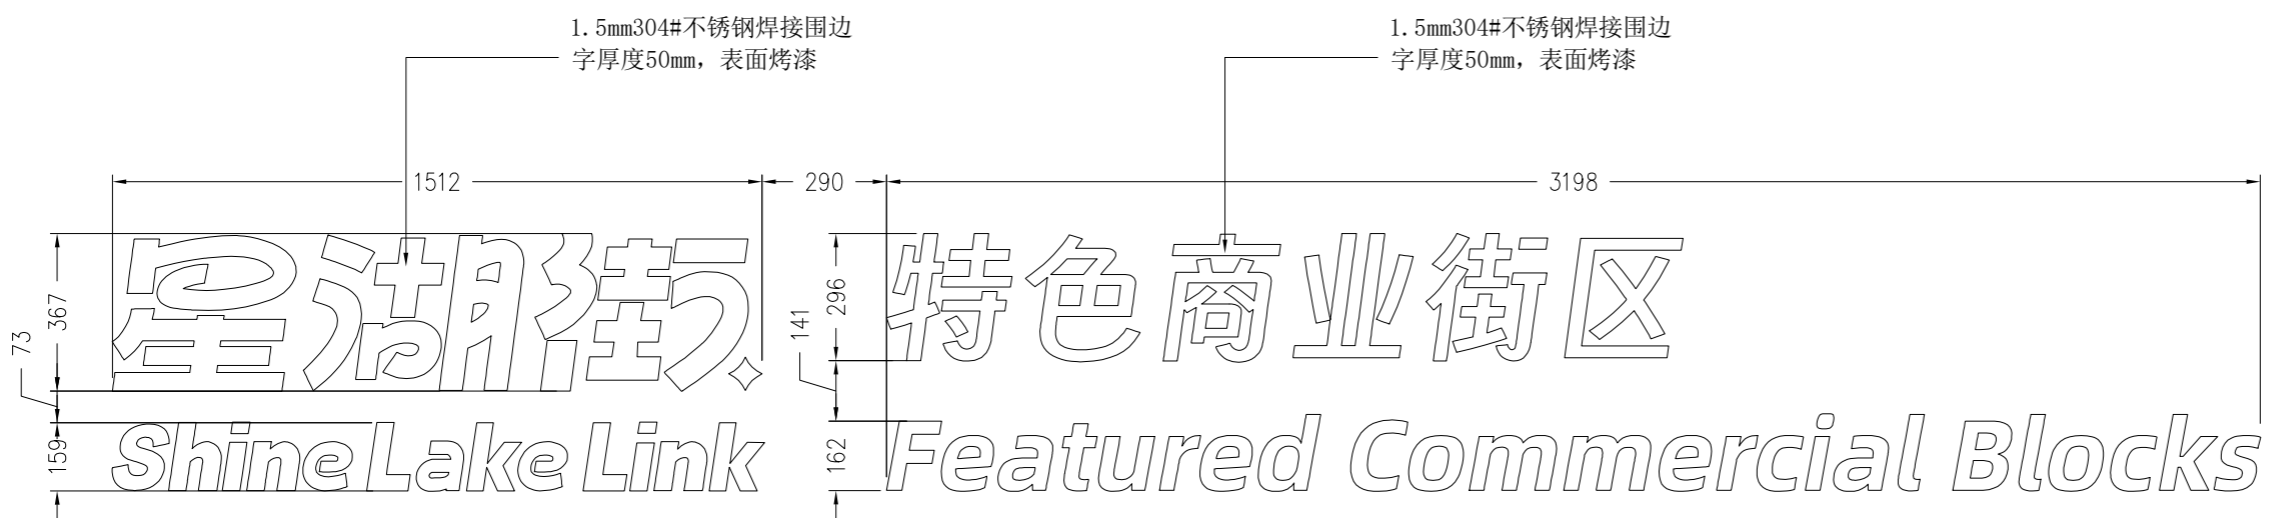 1.5mm304#不锈钢焊接围边
字厚度50mm，表面烤漆
1.5mm304#不锈钢焊接围边
字厚度50mm，表面烤漆
1512
290
3198
星湖街
特色商业街区
367
73
159
296
141
162
Shine Lake Link
Featured Commercial Blocks